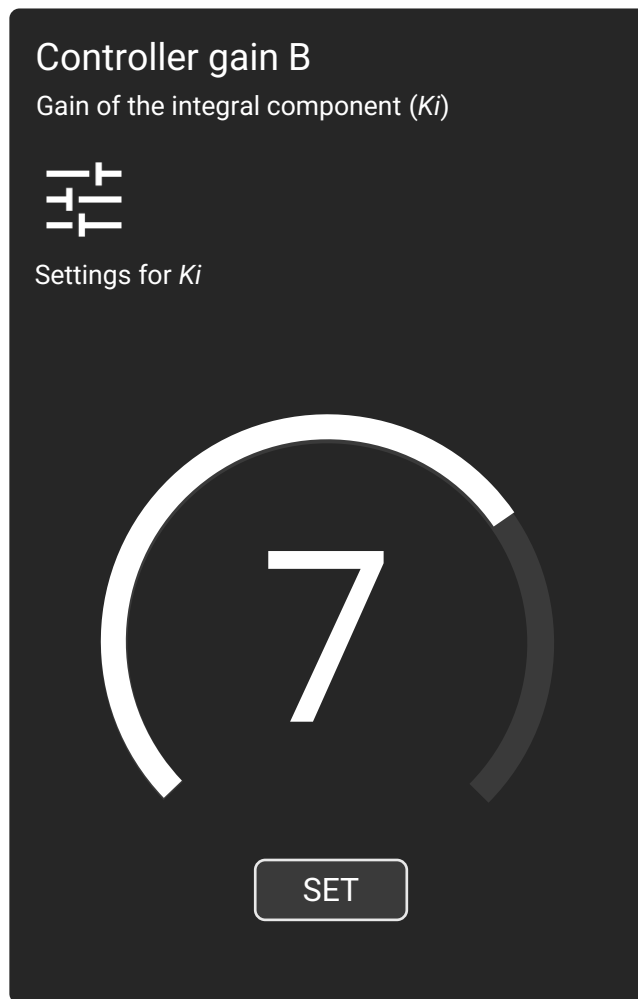 Controller gain B
Gain of the integral component (Ki)
Settings for Ki
7
SET